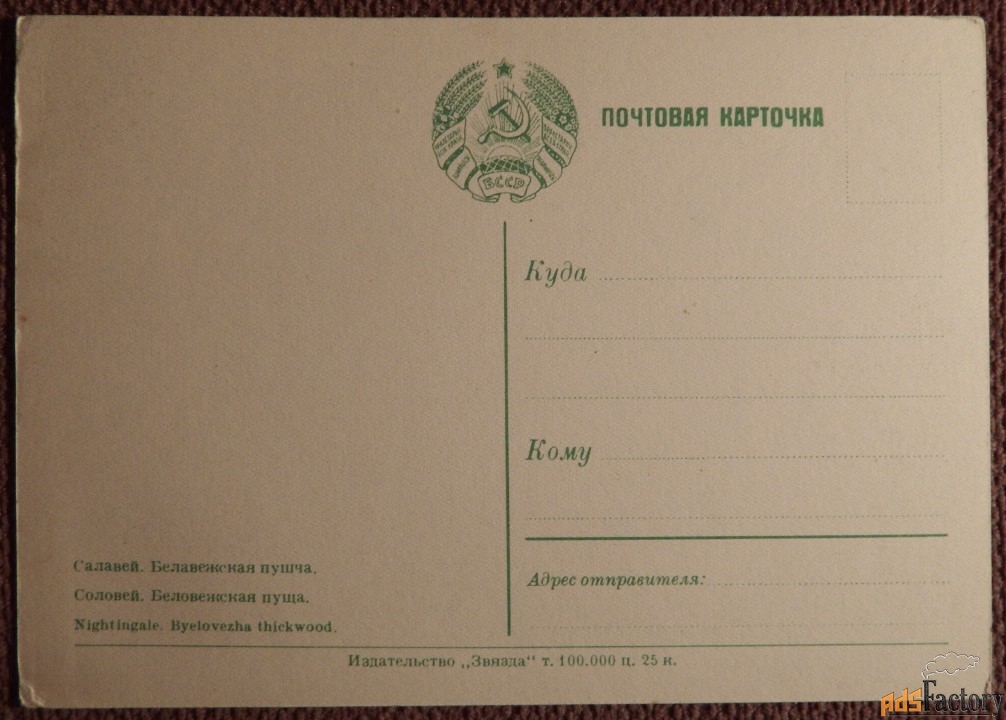 ПОЧТОВАЯ КАРТОЧКА
БССР
Куда
Кому
Адрес отправителя:
Салавей. Белавежская пушча.
Соловей. Беловежская пуща.
Nightingale. Byelovezha thickwood.
Издательство „Звязда“ т. 100.000 ц. 25 к.
adsFactory